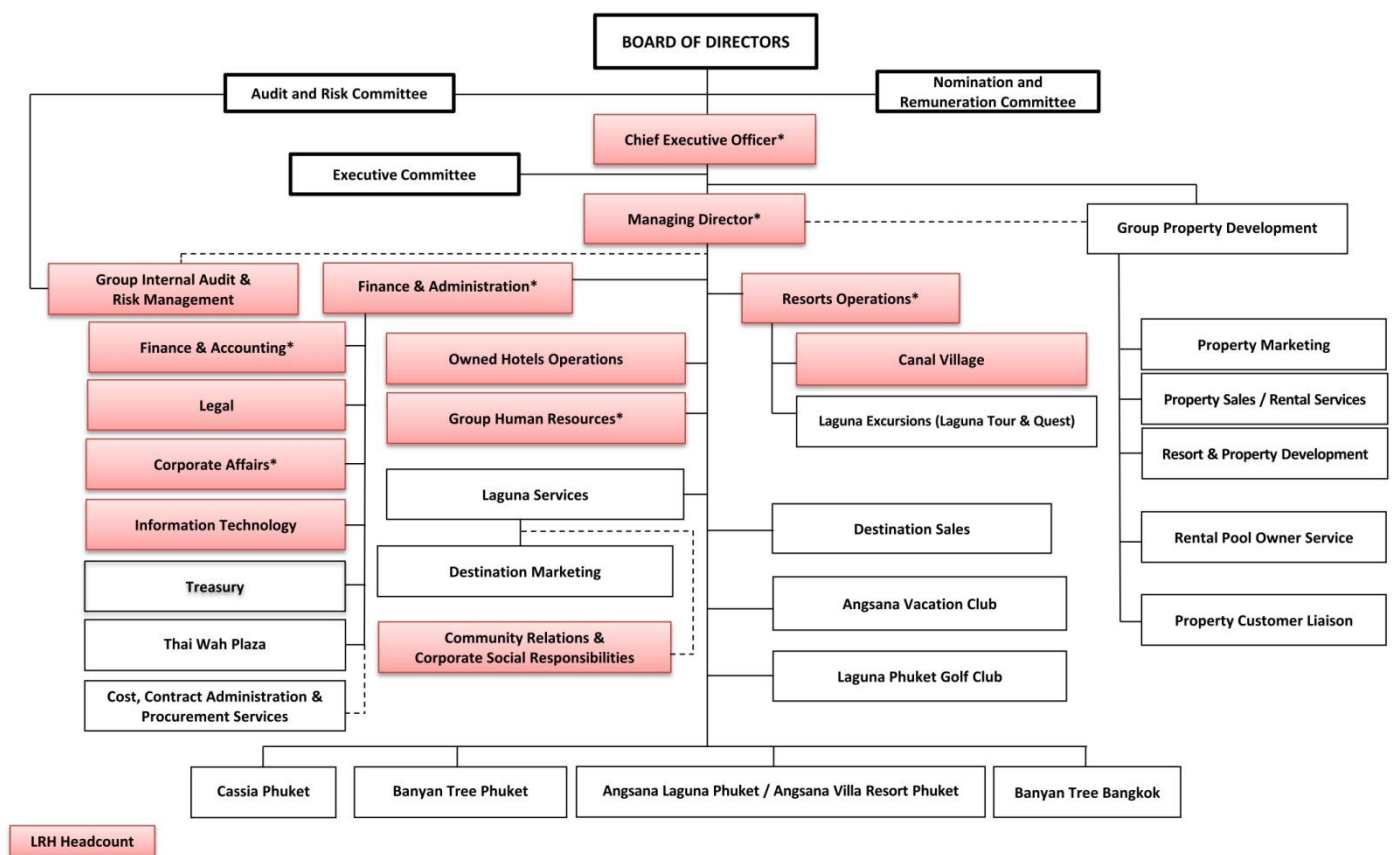 BOARD OF DIRECTORS
Audit and Risk Committee
Nomination and
Remuneration Committee
Chief Executive Officer*
Executive Committee
Managing Director*
Group Property Development
Group Internal Audit &
Risk Management
Finance & Administration*
Resorts Operations*
Finance & Accounting*
Legal
Corporate Affairs*
Information Technology
Treasury
Thai Wah Plaza
Cost, Contract Administration &
Procurement Services
Owned Hotels Operations
Group Human Resources*
Laguna Services
Destination Marketing
Community Relations &
Corporate Social Responsibilities
Canal Village
Laguna Excursions (Laguna Tour & Quest)
Destination Sales
Angsana Vacation Club
Laguna Phuket Golf Club
Property Marketing
Property Sales / Rental Services
Resort & Property Development
Rental Pool Owner Service
Property Customer Liaison
Cassia Phuket
Banyan Tree Phuket
Angsana Laguna Phuket / Angsana Villa Resort Phuket
Banyan Tree Bangkok
LRH Headcount